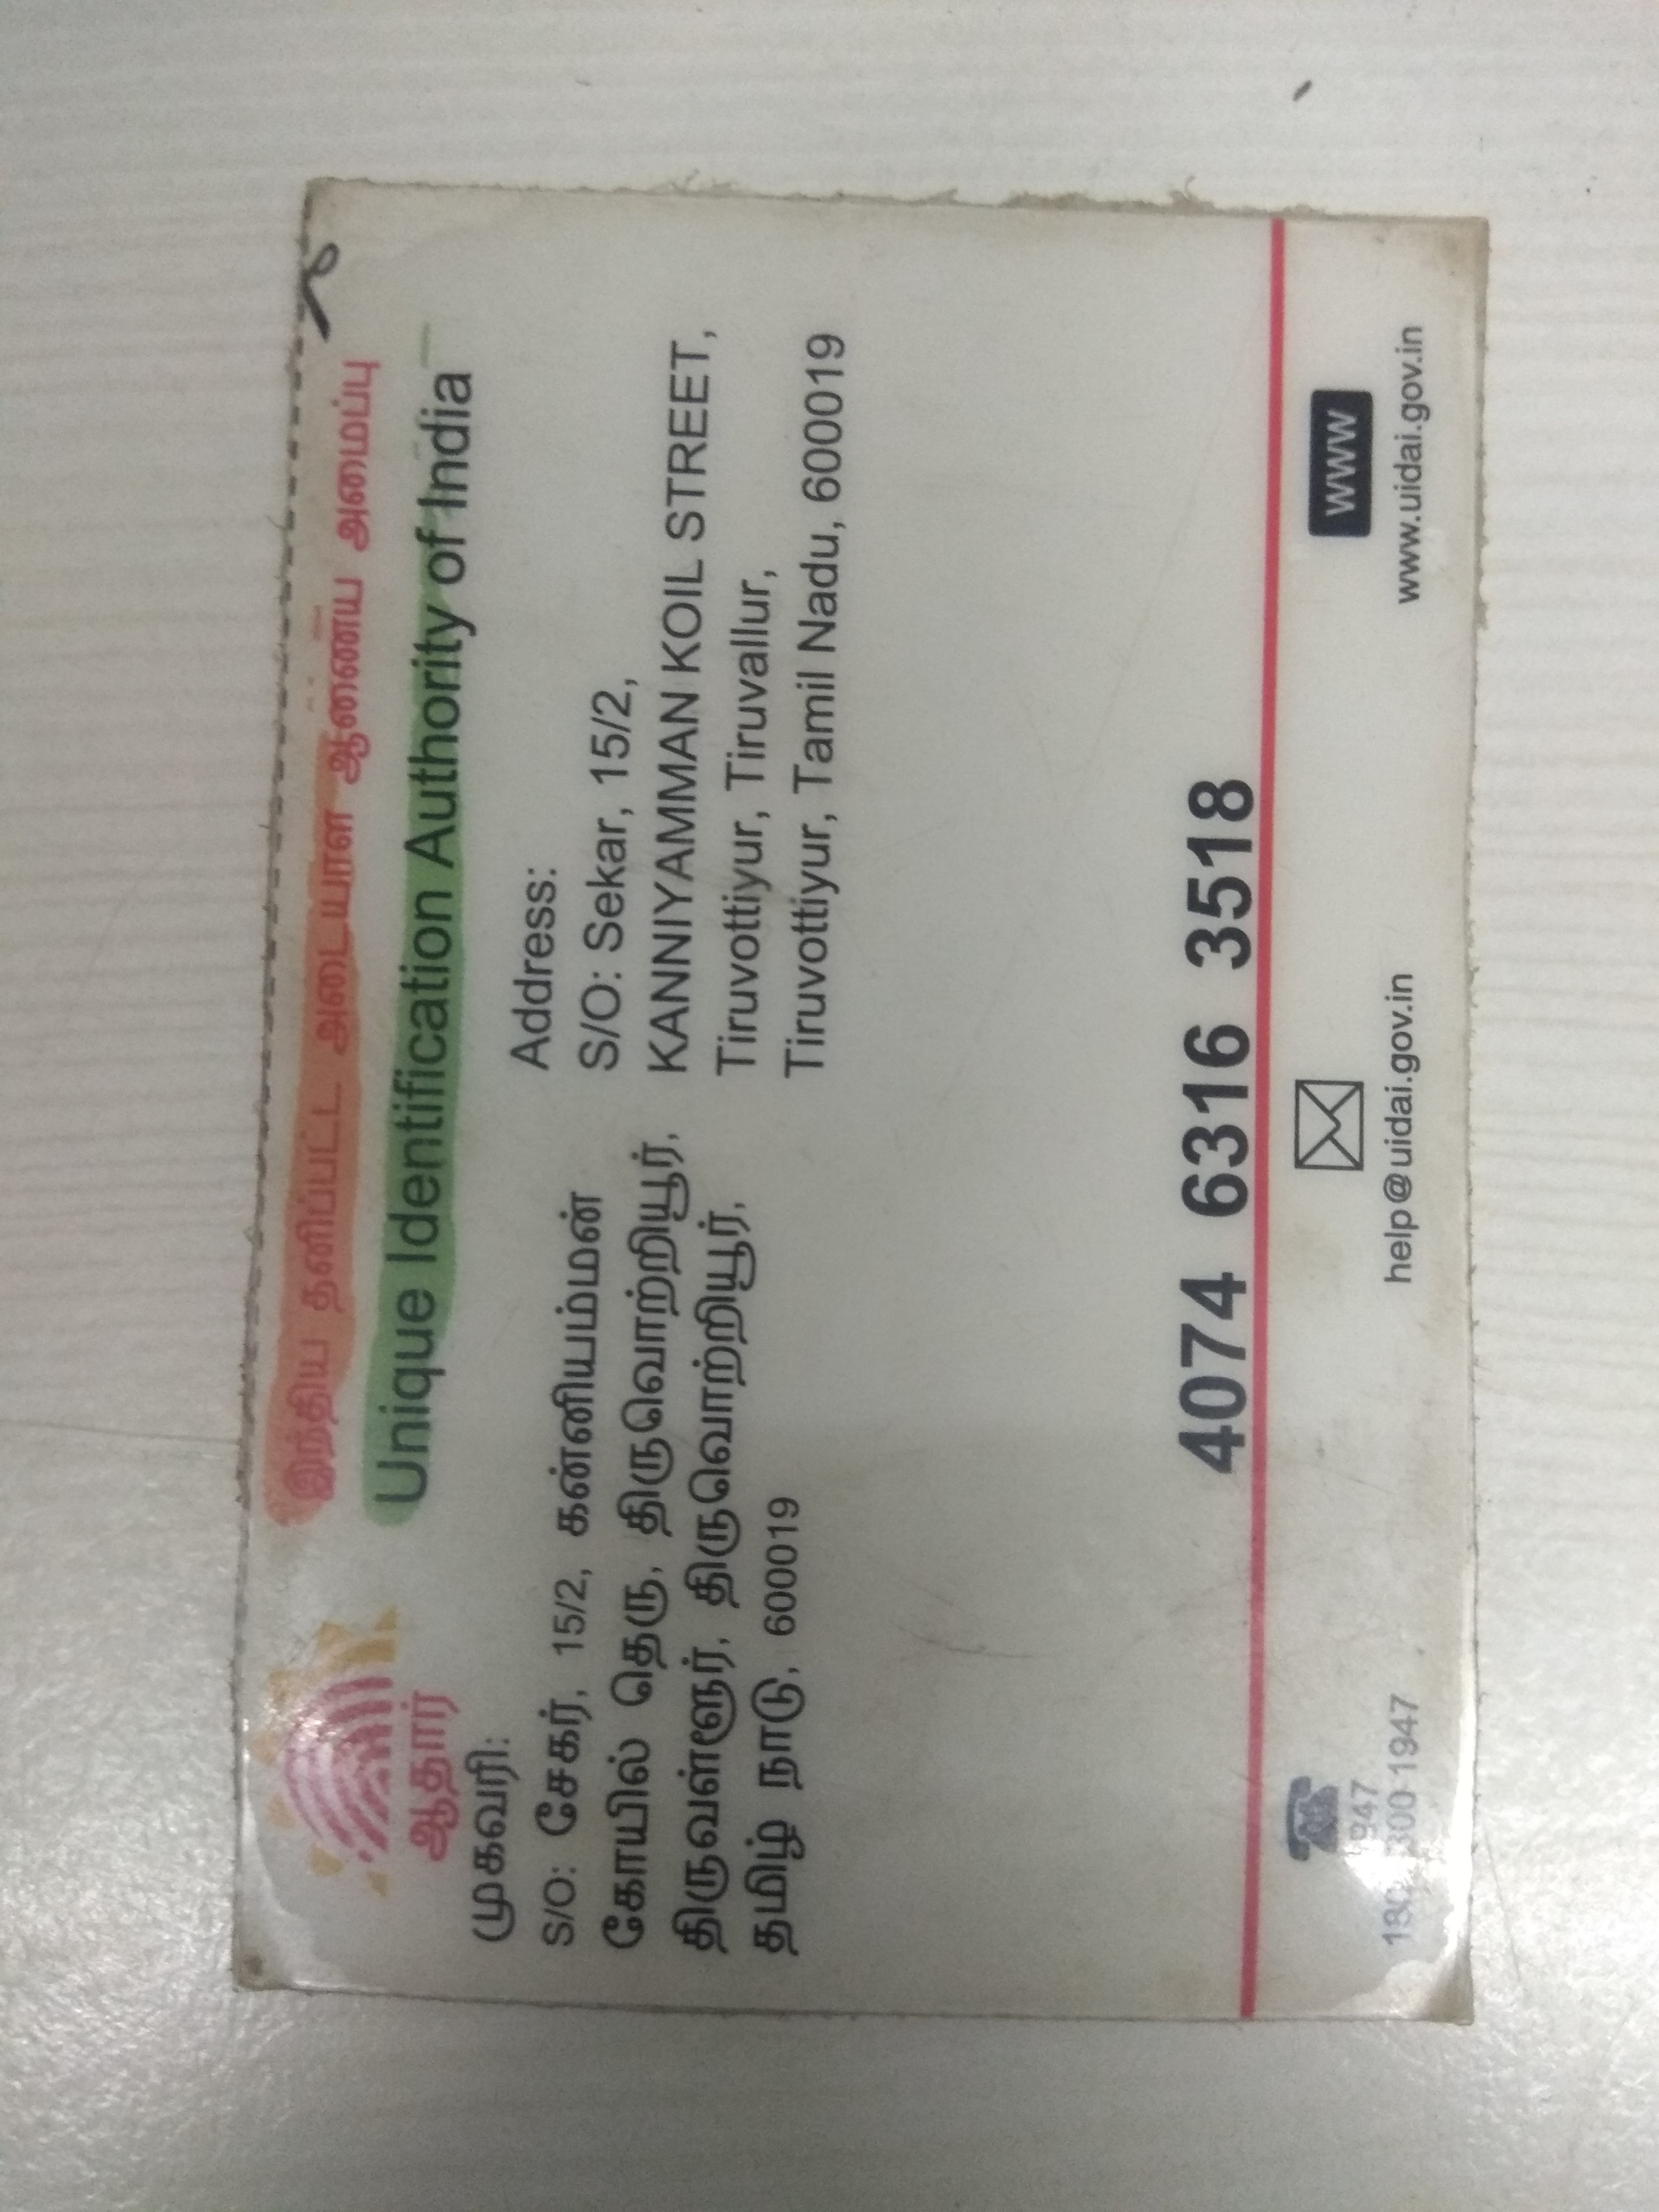 இந்திய தனிப்பட்ட அடையாள ஆணைய அமைப்பு
Unique Identification Authority of India
ஆதார்
முகவரி:
S/O: சேகர், 15/2, கன்னியம்மன்
கோயில் தெரு, திருவொற்றியூர்,
திருவள்ளூர், திருவொற்றியூர்,
தமிழ் நாடு, 600019
Address:
S/O: Sekar, 15/2,
KANNIYAMMAN KOIL STREET,
Tiruvottiyur, Tiruvallur,
Tiruvottiyur, Tamil Nadu, 600019
4074 6316 3518
1947
help@uidai.gov.in
WWW
www.uidai.gov.in